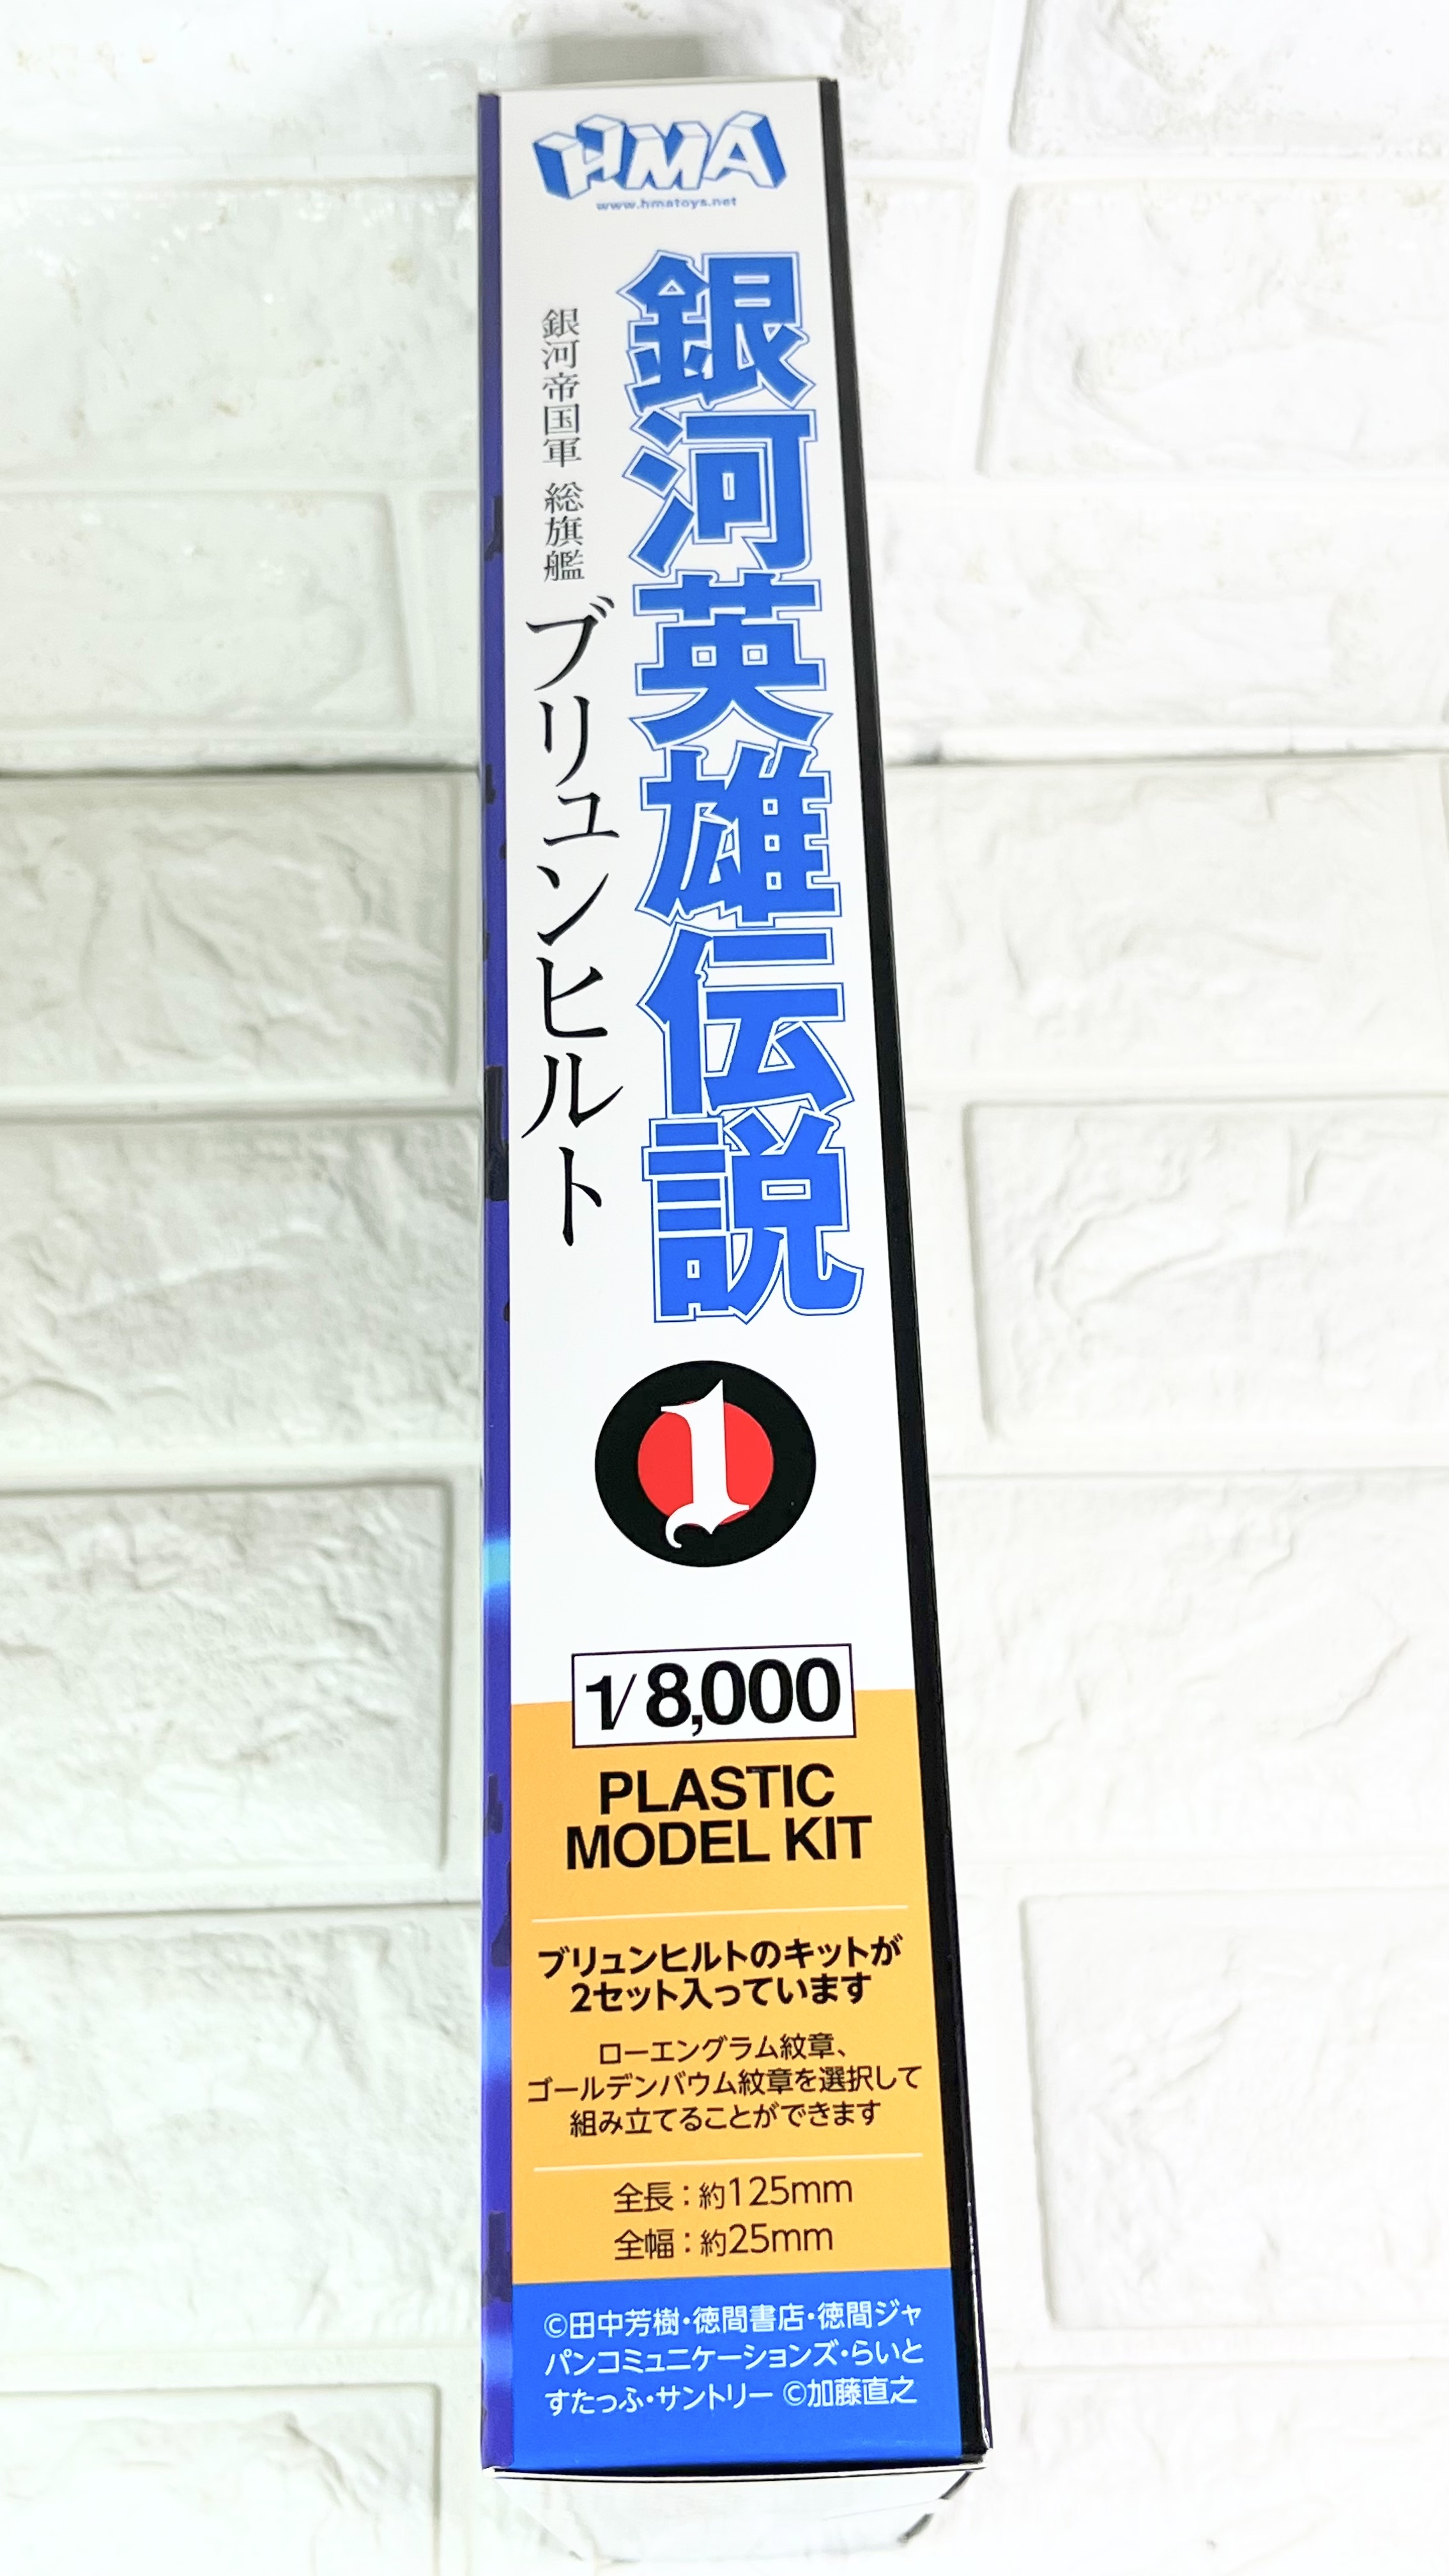 HMA
www.hmatoys.net
銀河英雄伝説
銀河帝国軍 総旗艦 ブリュンヒルト
1
1/8,000
PLASTIC
MODEL KIT
ブリュンヒルトのキットが
2セット入っています
ローエングラム紋章、
ゴールデンバウム紋章を選択して
組み立てることができます
全長：約125mm
全幅：約25mm
©田中芳樹・徳間書店・徳間ジャ
パンコミュニケーションズ・らいと
すたっふ・サントリー ©加藤直之